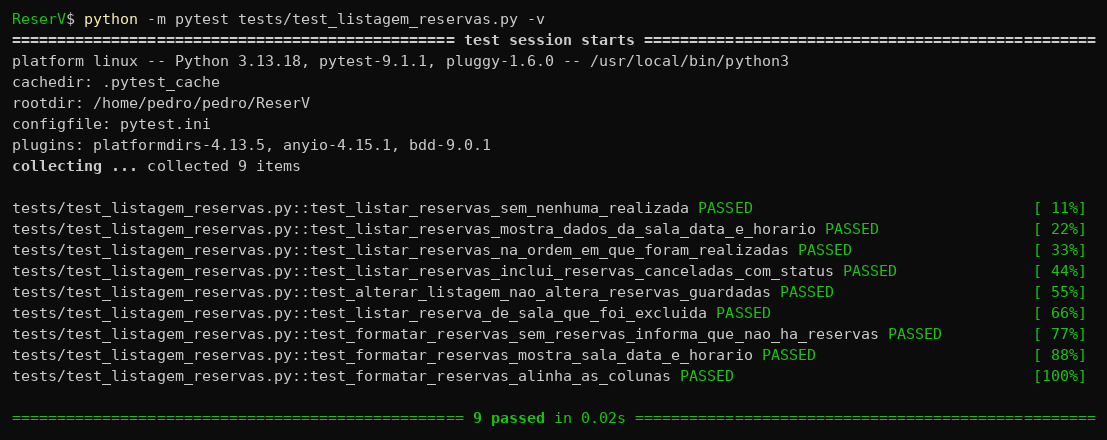 ReserV$ python -m pytest tests/test_listagem_reservas.py -v
================================================= test session starts ==================================================
platform linux -- Python 3.13.18, pytest-9.1.1, pluggy-1.6.0 -- /usr/local/bin/python3
cachedir: .pytest_cache
rootdir: /home/pedro/pedro/ReserV
configfile: pytest.ini
plugins: platformdirs-4.13.5, anyio-4.15.1, bdd-9.0.1
collecting ... collected 9 items
tests/test_listagem_reservas.py::test_listar_reservas_sem_nenhuma_realizada PASSED [ 11%]
tests/test_listagem_reservas.py::test_listar_reservas_mostra_dados_da_sala_data_e_horario PASSED [ 22%]
tests/test_listagem_reservas.py::test_listar_reservas_na_ordem_em_que_foram_realizadas PASSED [ 33%]
tests/test_listagem_reservas.py::test_listar_reservas_inclui_reservas_canceladas_com_status PASSED [ 44%]
tests/test_listagem_reservas.py::test_alterar_listagem_nao_altera_reservas_guardadas PASSED [ 55%]
tests/test_listagem_reservas.py::test_listar_reserva_de_sala_que_foi_excluida PASSED [ 66%]
tests/test_listagem_reservas.py::test_formatar_reservas_sem_reservas_informa_que_nao_ha_reservas PASSED [ 77%]
tests/test_listagem_reservas.py::test_formatar_reservas_mostra_sala_data_e_horario PASSED [ 88%]
tests/test_listagem_reservas.py::test_formatar_reservas_alinha_as_colunas PASSED [100%]
================================================== 9 passed in 0.02s ===================================================